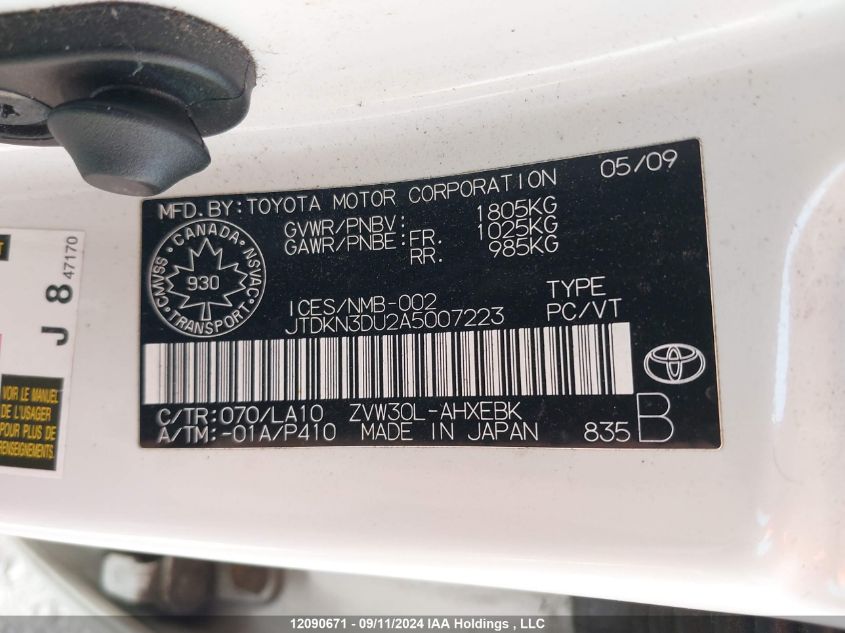 05/09
MFD.BY:TOYOTA MOTOR CORPORATION
GVWR/PNBV: 1805KG
GAWR/PNBE:FR. 1025KG
RR. 985KG
CANADA
CMVSS NSVAC
930
TRANSPORT
ICES/NMB-002 TYPE
JTDKN3DU2A5007223 PC/VT
C/TR:070/LA10 ZVW30L-AHXEBK
A/TM:-01A/P410 MADE IN JAPAN 835 B
TOYOTA
J 8 47170
VOIR LE MANUEL
DE L'USAGER
POUR PLUS DE
RENSEIGNEMENTS.
12090671 - 09/11/2024 IAA Holdings , LLC